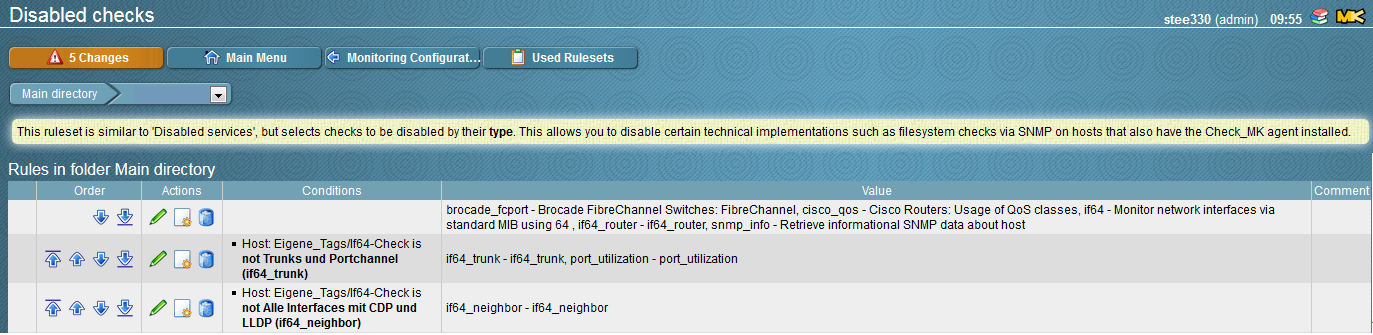 Disabled checks
stee330 (admin) 09:55 MK
5 Changes Main Menu Monitoring Configurat... Used Rulesets
Main directory
This ruleset is similar to 'Disabled services', but selects checks to be disabled by their type. This allows you to disable certain technical implementations such as filesystem checks via SNMP on hosts that also have the Check_MK agent installed.
Rules in folder Main directory
Order Actions Conditions Value Comment
brocade_fcport - Brocade FibreChannel Switches: FibreChannel, cisco_qos - Cisco Routers: Usage of QoS classes, if64 - Monitor network interfaces via
standard MIB using 64 , if64_router - if64_router, snmp_info - Retrieve informational SNMP data about host
Host: Eigene_Tags/If64-Check is
not Trunks und Portchannel
(if64_trunk)
if64_trunk - if64_trunk, port_utilization - port_utilization
Host: Eigene_Tags/If64-Check is
not Alle Interfaces mit CDP und
LLDP (if64_neighbor)
if64_neighbor - if64_neighbor